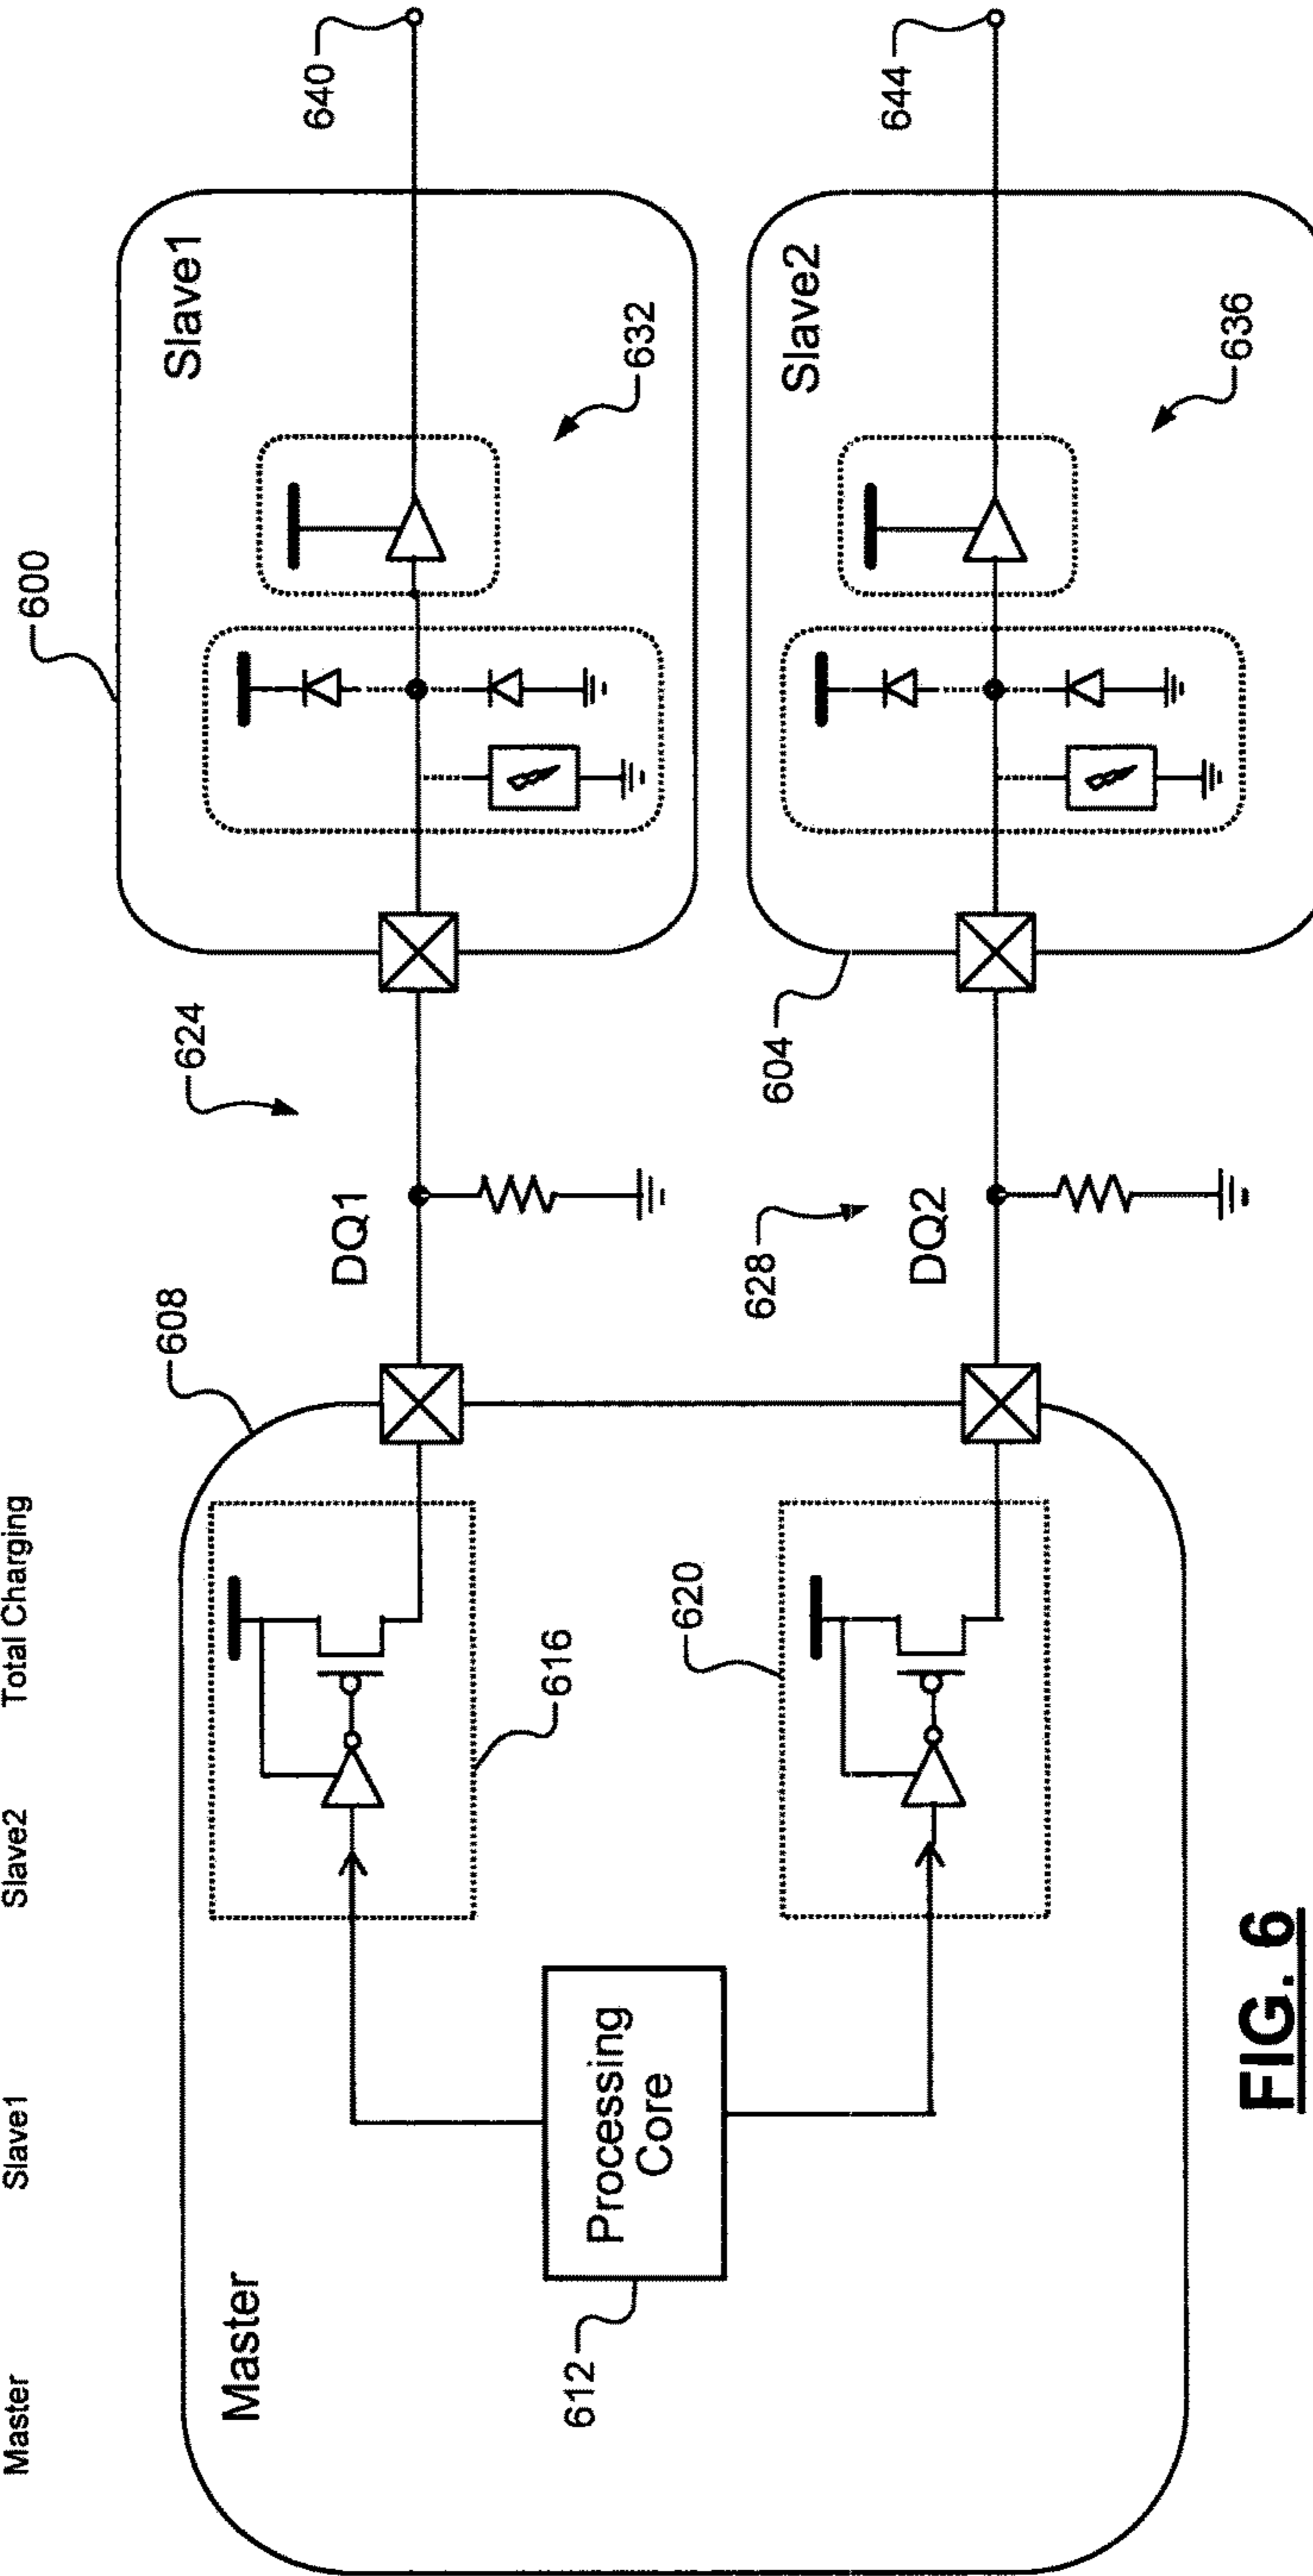 Master Slave1 Slave2 Total Charging
600
608
624
640
Master
Slave1
DQ1
616
632
612
Processing
Core
620
628
604
644
DQ2
Slave2
636
FIG. 6